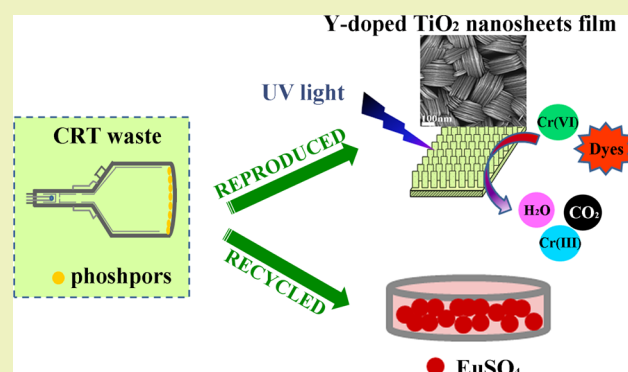 Y-doped TiO₂ nanosheets film
UV light
100nm
CRT waste
REPRODUCED
Cr(VI)
Dyes
H₂O
CO₂
Cr(III)
RECYCLED
phoshpors
EuSO₄